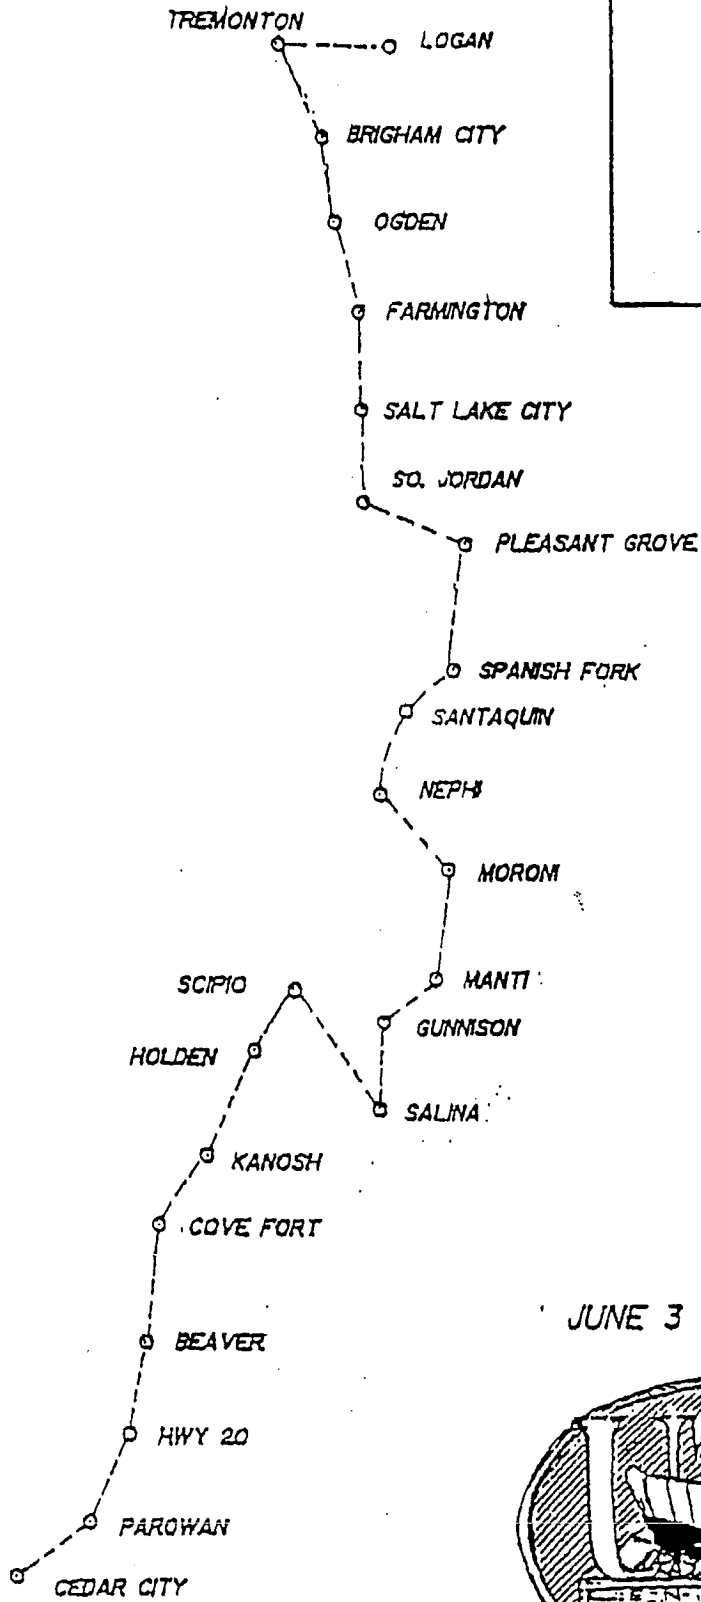 TREMONTON
LOGAN
BRIGHAM CITY
OGDEN
FARMINGTON
SALT LAKE CITY
SO. JORDAN
PLEASANT GROVE
SPANISH FORK
SANTAQUIN
NEPHI
MORONI
MANTI
SCIPIO
GUNNISON
HOLDEN
SALINA
KANOSH
COVE FORT
BEAVER
JUNE 3
HWY 20
PAROWAN
CEDAR CITY